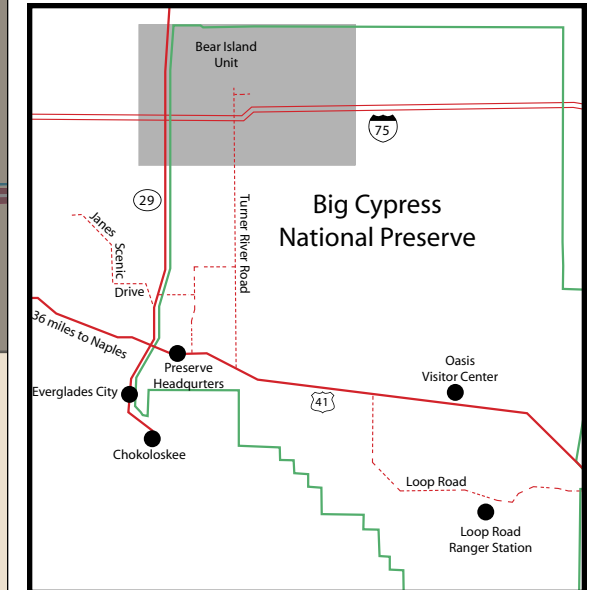 Bear Island
Unit
75
29
Big Cypress
National Preserve
Turner River Road
Janes
Scenic
Drive
36 miles to Naples
Preserve
Headqurters
Oasis
Visitor Center
Everglades City
41
Chokoloskee
Loop Road
Loop Road
Ranger Station